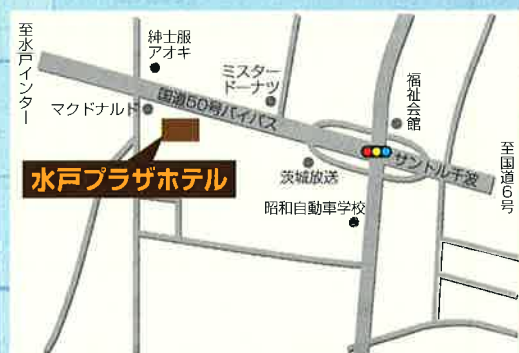 至水戸インター
紳士服
アオキ
ミスター
ドーナツ
福祉会館
マクドナルド
国道50号バイパス
サントル千波
至国道6号
水戸プラザホテル
茨城放送
昭和自動車学校